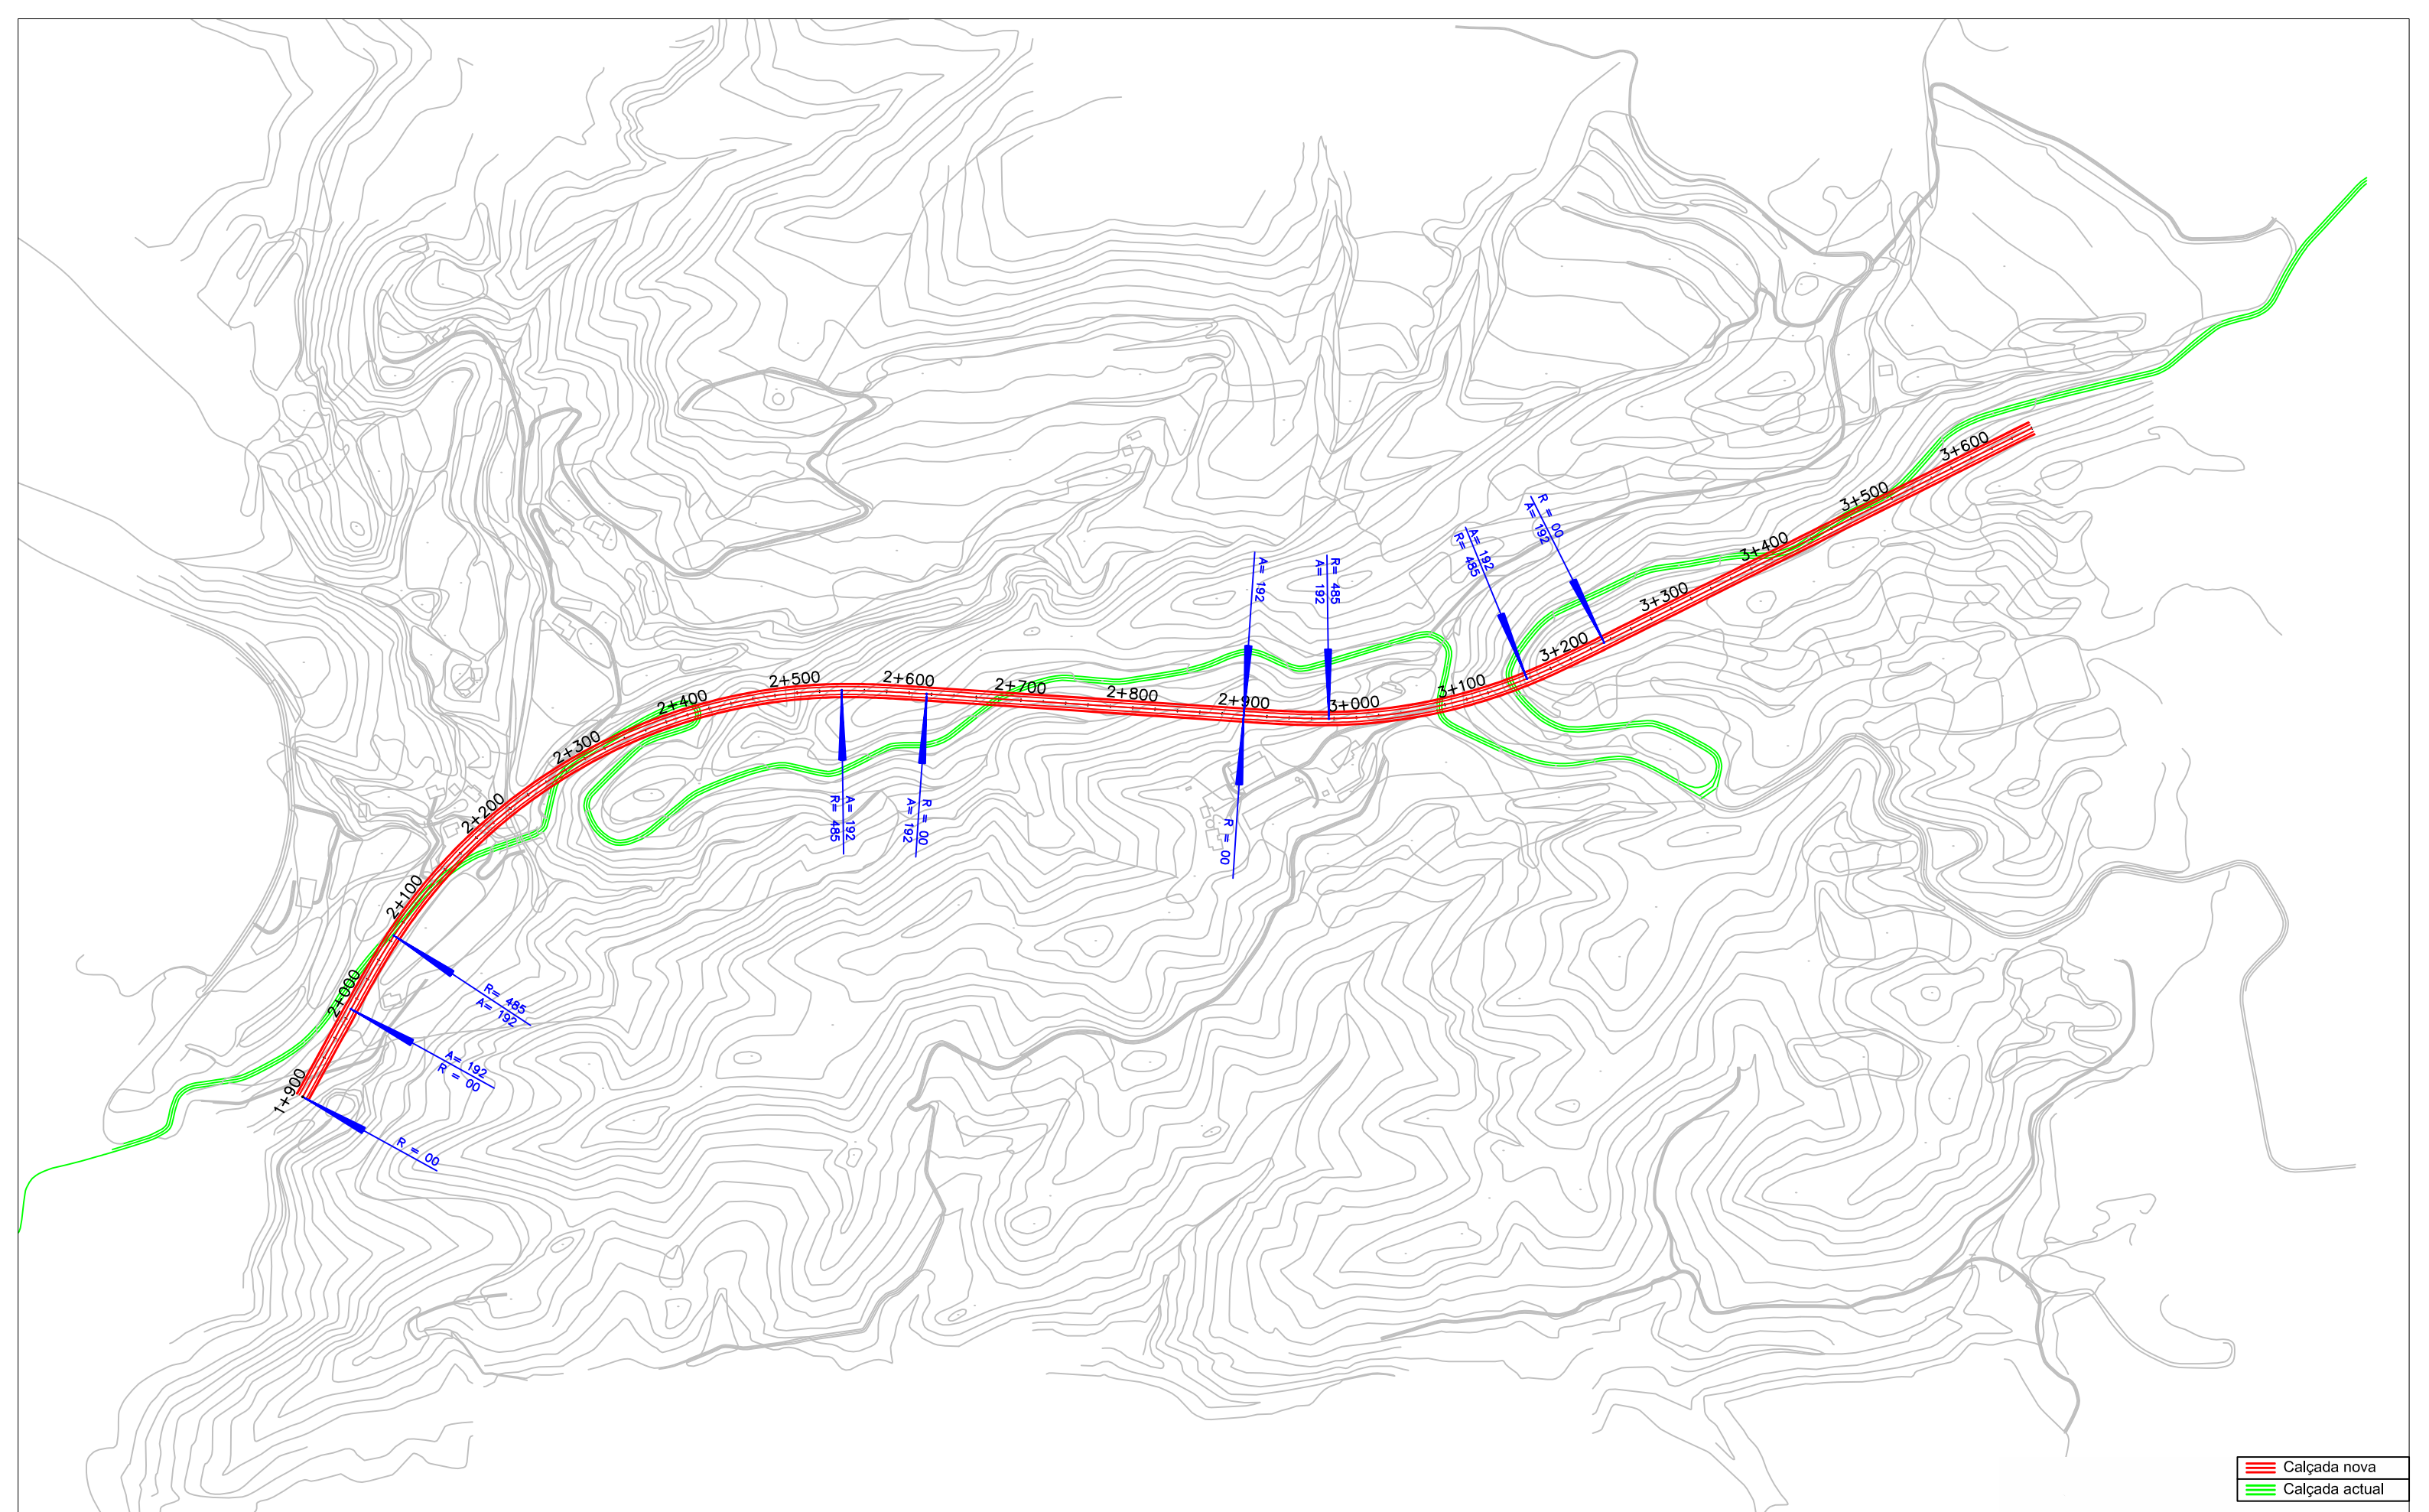 1+900
2+000
2+100
2+200
2+300
2+400
2+500
2+600
2+700
2+800
2+900
3+000
3+100
3+200
3+300
3+400
3+500
3+600
R = 00
A= 192
R = 00
R= 485
A= 192
A= 192
R= 485
R = 00
A= 192
A= 192
R = 00
R= 485
A= 192
A= 192
R= 485
R = 00
A= 192
Calçada nova
Calçada actual